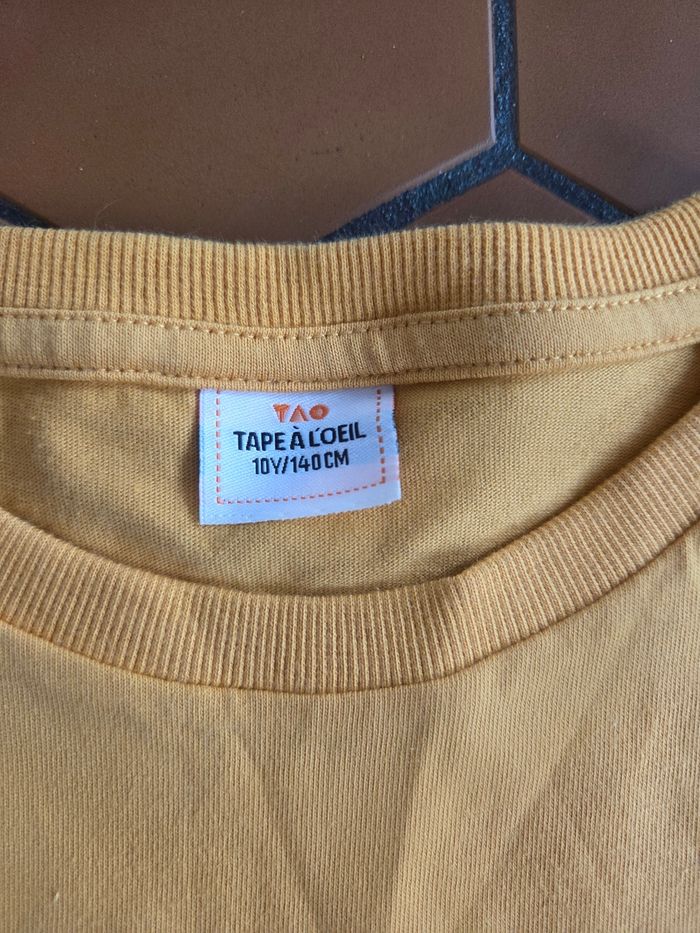 TAO
TAPE À L'OEIL
10Y/140CM